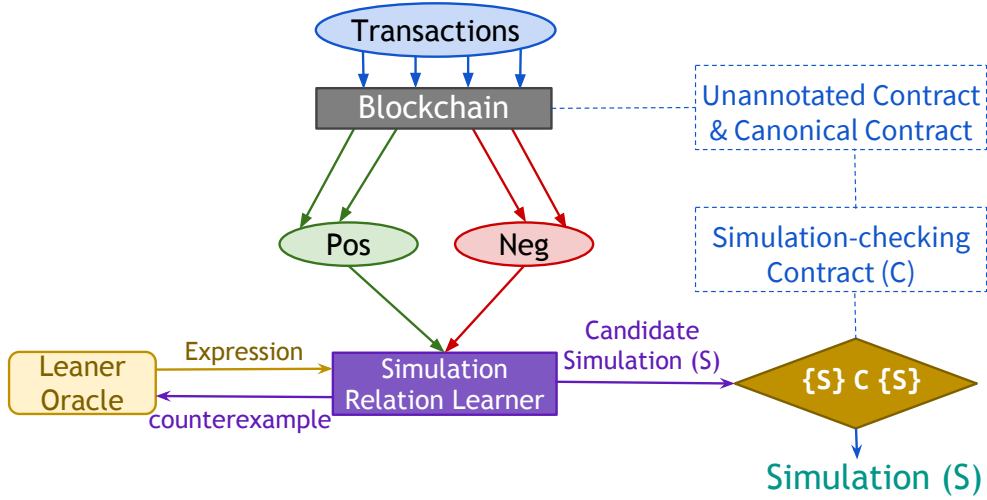 Transactions
Blockchain
Unannotated Contract
& Canonical Contract
Pos
Neg
Simulation-checking
Contract (C)
Candidate
Simulation (S)
Expression
Leaner
Oracle
Simulation
Relation Learner
{S} C {S}
counterexample
Simulation (S)